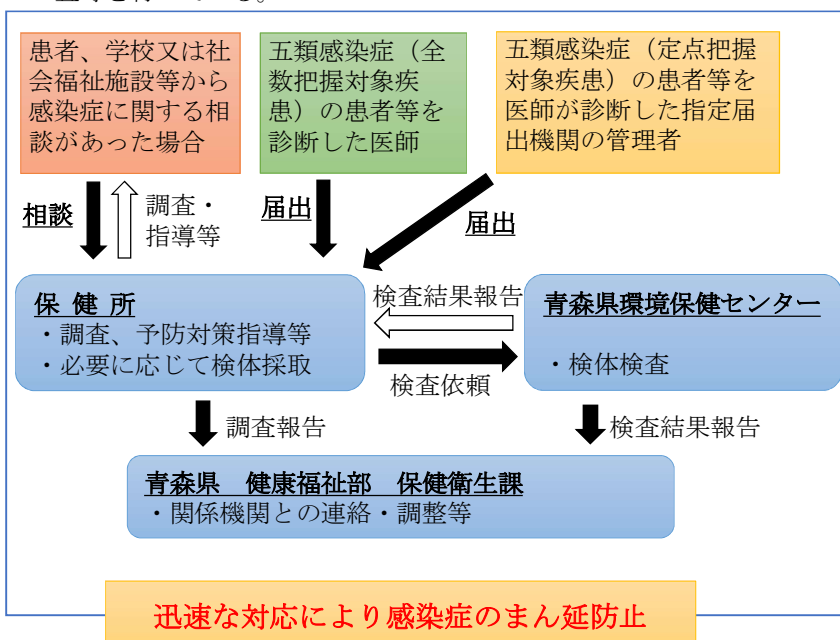 患者、学校又は社
会福祉施設等から
感染症に関する相
談があった場合
五類感染症（全
数把握対象疾
患）の患者等を
診断した医師
五類感染症（定点把握
対象疾患）の患者等を
医師が診断した指定届
出機関の管理者
相談
調査・
指導等
届出
届出
保 健 所
・調査、予防対策指導等
・必要に応じて検体採取
検査結果報告
検査依頼
青森県環境保健センター
・検体検査
調査報告
検査結果報告
青森県　健康福祉部　保健衛生課
・関係機関との連絡・調整等
迅速な対応により感染症のまん延防止